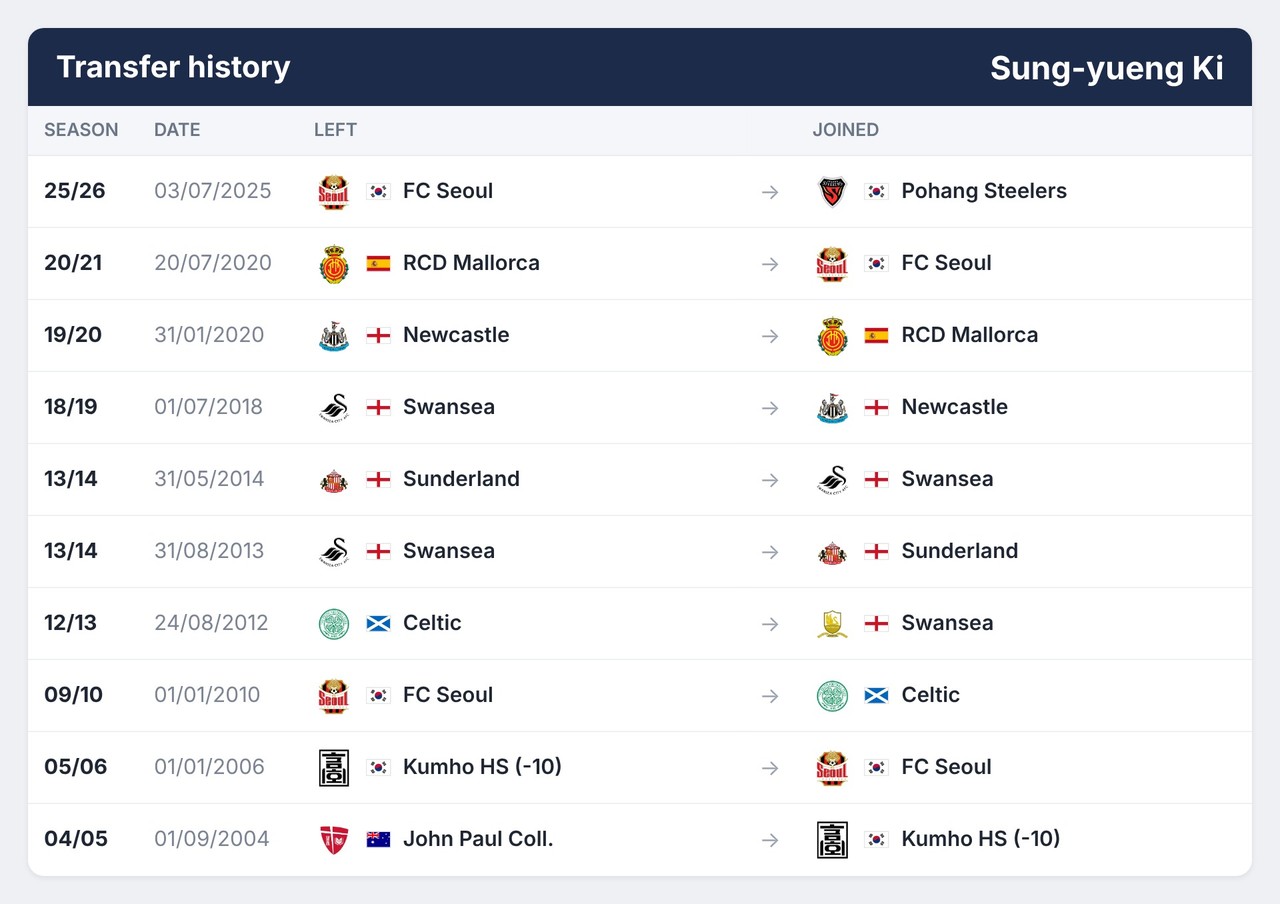 Transfer history Sung-yueng Ki
SEASON DATE LEFT JOINED
25/26 03/07/2025 SEOUL FC Seoul → Pohang Steelers
20/21 20/07/2020 RCD Mallorca → SEOUL FC Seoul
19/20 31/01/2020 Newcastle → RCD Mallorca
18/19 01/07/2018 Swansea → Newcastle
13/14 31/05/2014 Sunderland → Swansea
13/14 31/08/2013 Swansea → Sunderland
12/13 24/08/2012 Celtic → Swansea
09/10 01/01/2010 SEOUL FC Seoul → Celtic
05/06 01/01/2006 Kumho HS (-10) → SEOUL FC Seoul
04/05 01/09/2004 John Paul Coll. → Kumho HS (-10)